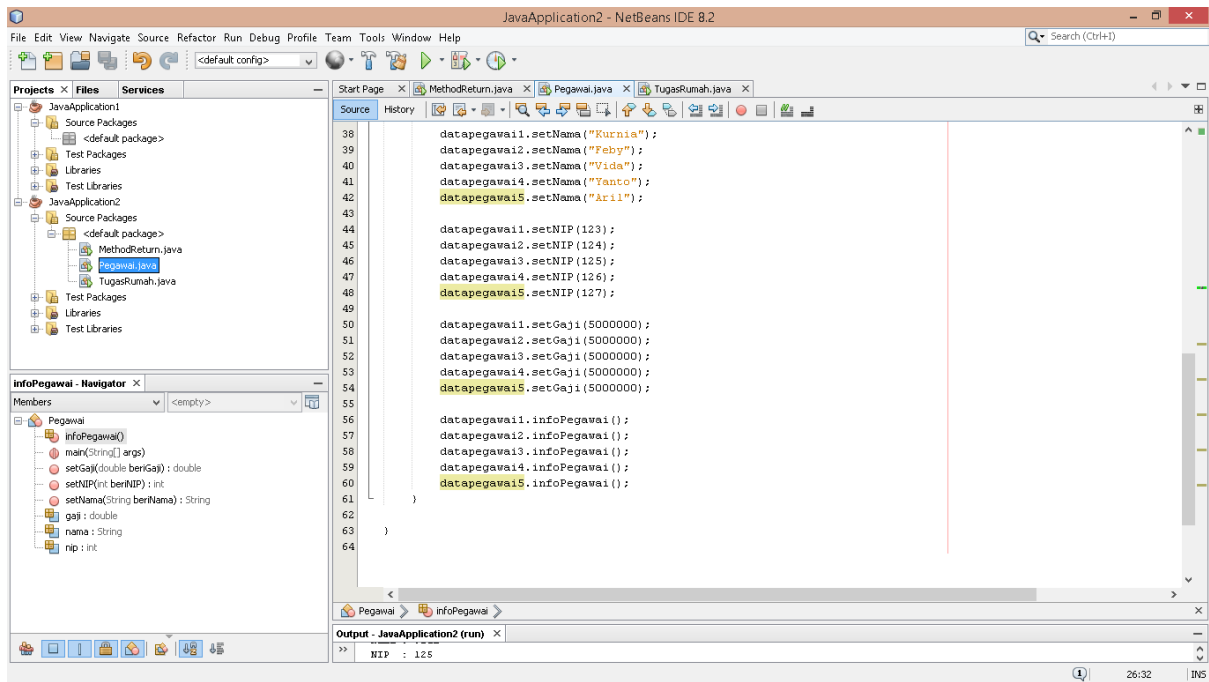 JavaApplication2 - NetBeans IDE 8.2
File Edit View Navigate Source Refactor Run Debug Profile Team Tools Window Help
Search (Ctrl+I)
<default config>
Projects Files Services
JavaApplication1
Source Packages
<default package>
Test Packages
Libraries
Test Libraries
JavaApplication2
Source Packages
<default package>
MethodReturn.java
Pegawai.java
TugasRumah.java
Test Packages
Libraries
Test Libraries
infoPegawai - Navigator
Members <empty>
Pegawai
infoPegawai()
main(String[] args)
setGaji(double beriGaji) : double
setNIP(int beriNIP) : int
setNama(String beriNama) : String
gaji : double
nama : String
nip : int
Start Page MethodReturn.java Pegawai.java TugasRumah.java
Source History
38 datapegawai1.setNama("Kurnia");
39 datapegawai2.setNama("Feby");
40 datapegawai3.setNama("Vida");
41 datapegawai4.setNama("Yanto");
42 datapegawai5.setNama("Aril");
43
44 datapegawai1.setNIP(123);
45 datapegawai2.setNIP(124);
46 datapegawai3.setNIP(125);
47 datapegawai4.setNIP(126);
48 datapegawai5.setNIP(127);
49
50 datapegawai1.setGaji(5000000);
51 datapegawai2.setGaji(5000000);
52 datapegawai3.setGaji(5000000);
53 datapegawai4.setGaji(5000000);
54 datapegawai5.setGaji(5000000);
55
56 datapegawai1.infoPegawai();
57 datapegawai2.infoPegawai();
58 datapegawai3.infoPegawai();
59 datapegawai4.infoPegawai();
60 datapegawai5.infoPegawai();
61 }
62
63 }
64
Pegawai infoPegawai
Output - JavaApplication2 (run)
NIP : 125
1 26:32 INS